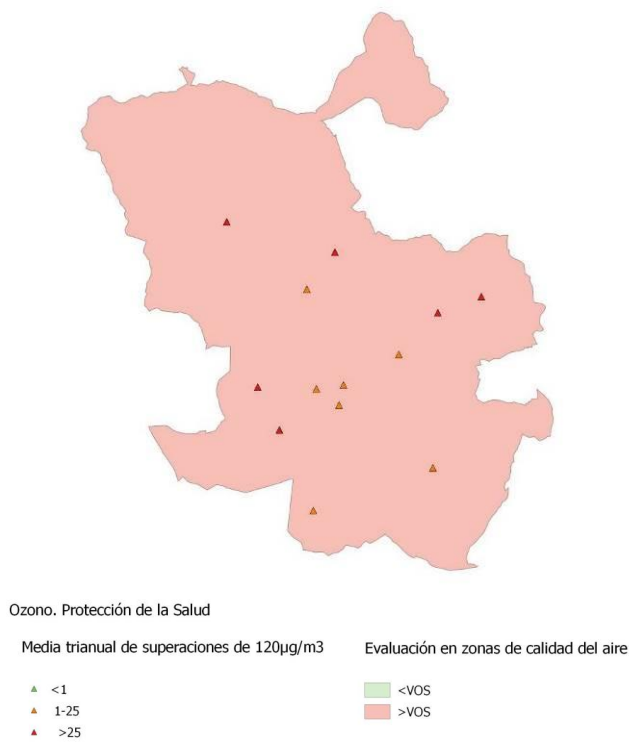 Ozono. Protección de la Salud
Media trianual de superaciones de 120µg/m3
Evaluación en zonas de calidad del aire
<1
1-25
>25
<VOS
>VOS